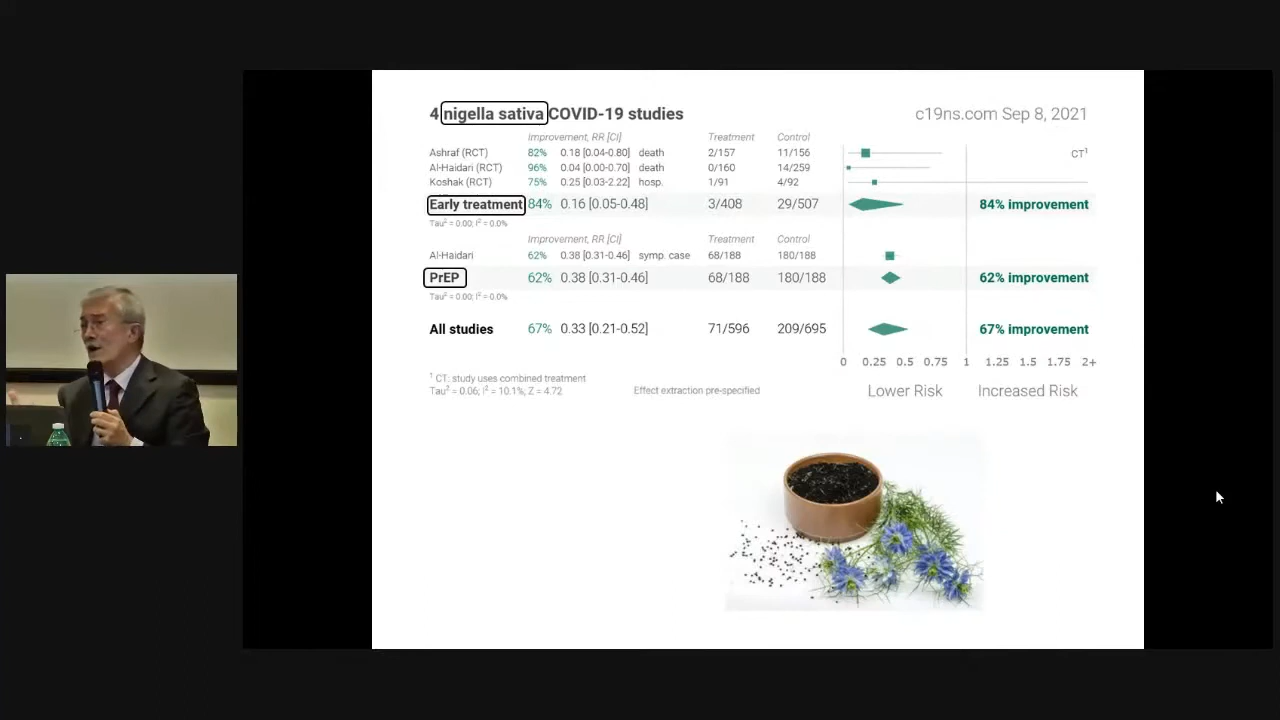 4 nigella sativa COVID-19 studies c19ns.com Sep 8, 2021
Improvement, RR [CI] Treatment Control
Ashraf (RCT) 82% 0.18 [0.04-0.80] death 2/157 11/156 CT¹
Al-Haidari (RCT) 96% 0.04 [0.00-0.70] death 0/160 14/259
Koshak (RCT) 75% 0.25 [0.03-2.22] hosp. 1/91 4/92
Early treatment 84% 0.16 [0.05-0.48] 3/408 29/507 84% improvement
Tau² = 0.00; I² = 0.0%
Improvement, RR [CI] Treatment Control
Al-Haidari 62% 0.38 [0.31-0.46] symp. case 68/188 180/188
PrEP 62% 0.38 [0.31-0.46] 68/188 180/188 62% improvement
Tau² = 0.00; I² = 0.0%
All studies 67% 0.33 [0.21-0.52] 71/596 209/695 67% improvement
0 0.25 0.5 0.75 1 1.25 1.5 1.75 2+
¹ CT: study uses combined treatment
Tau² = 0.06; I² = 10.1%, Z = 4.72 Effect extraction pre-specified Lower Risk Increased Risk